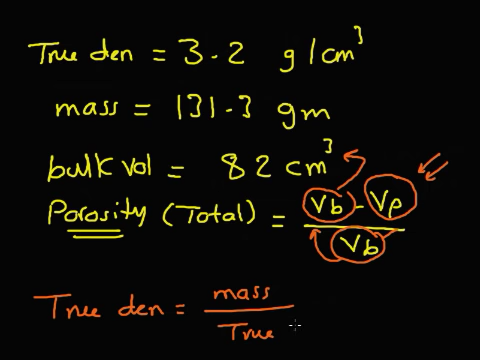 True den = 3.2 g/cm³
mass = 131.3 gm
bulk vol = 82 cm³
Porosity (Total) = Vb - Vp / Vb
True den = mass / True